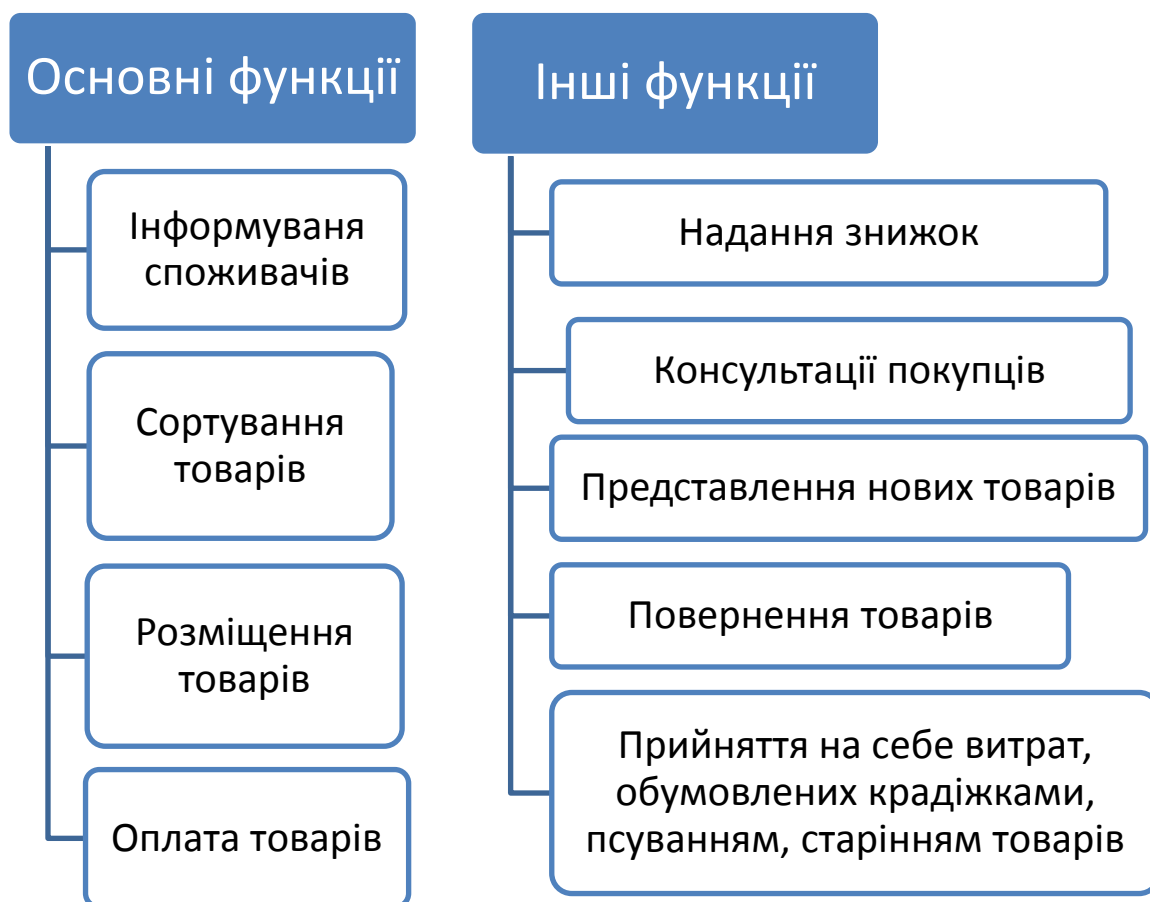 Основні функції
Інформуваня
споживачів
Сортування
товарів
Розміщення
товарів
Оплата товарів
Інші функції
Надання знижок
Консультації покупців
Представлення нових товарів
Повернення товарів
Прийняття на себе витрат,
обумовлених крадіжками,
псуванням, старінням товарів